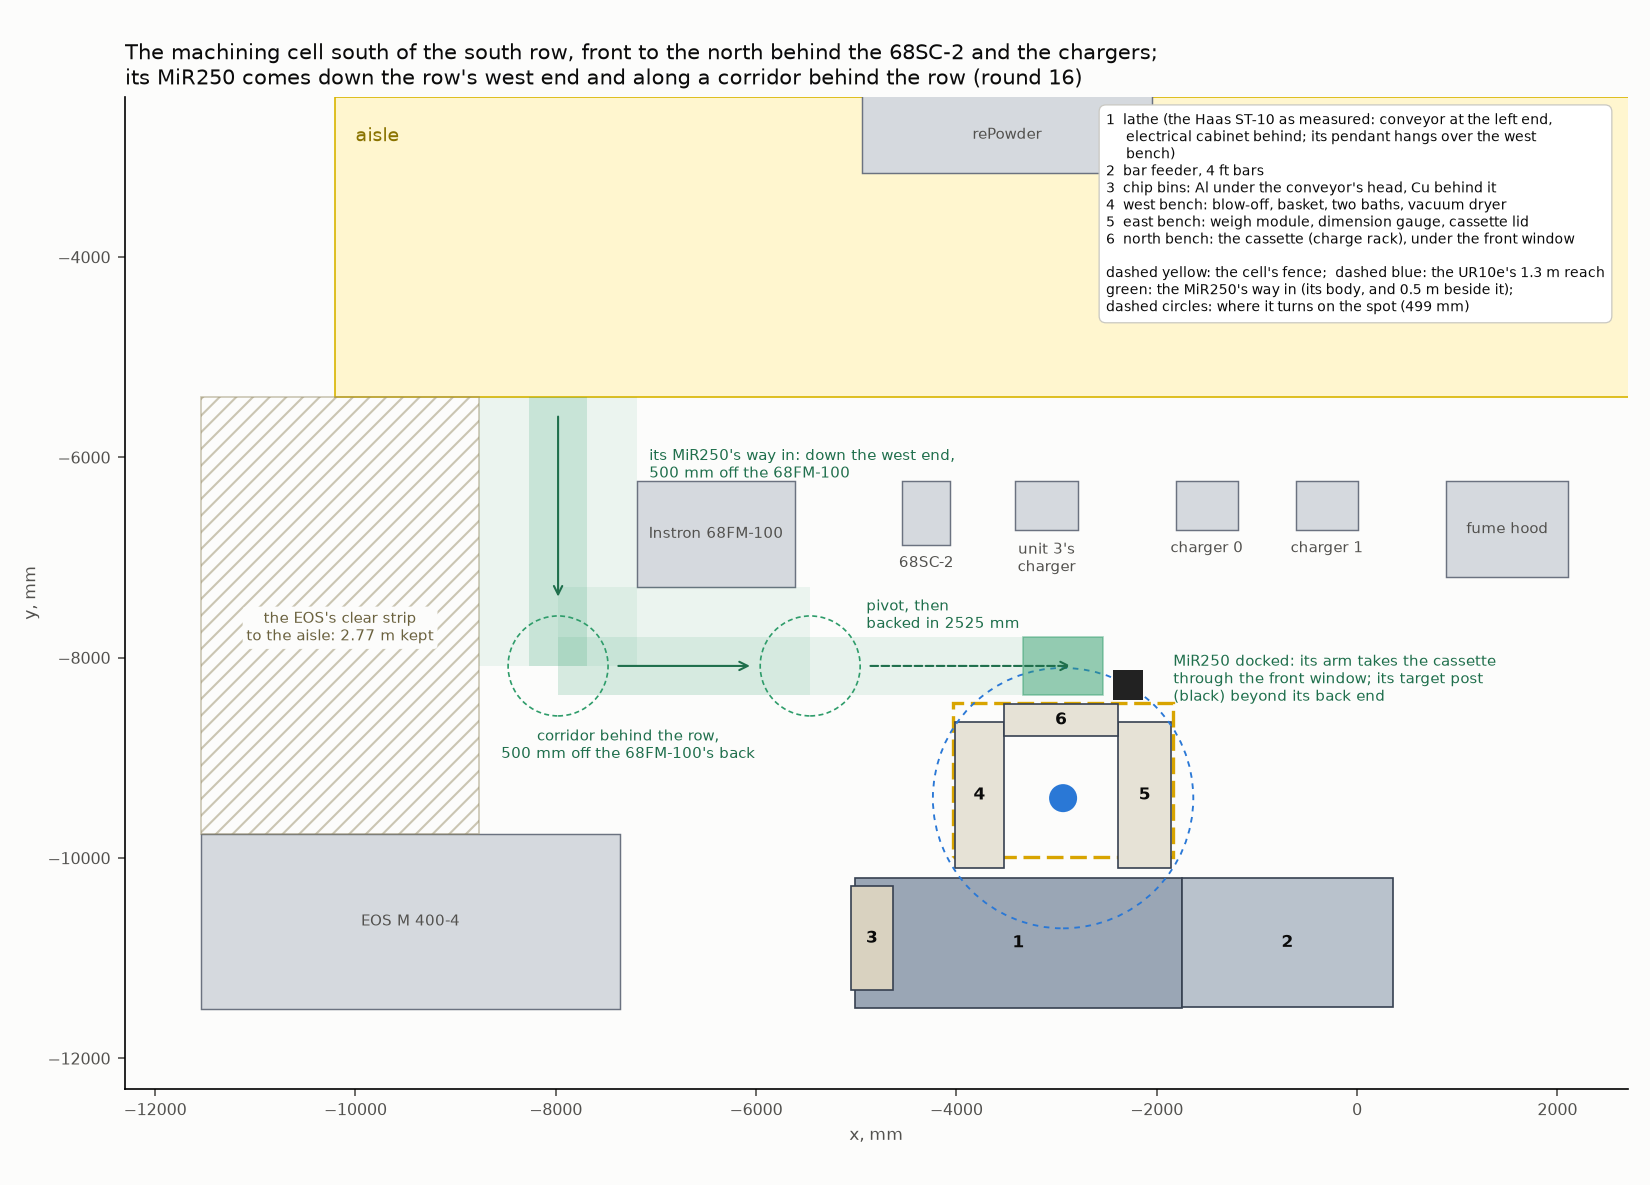 The machining cell south of the south row, front to the north behind the 68SC-2 and the chargers;
its MiR250 comes down the row's west end and along a corridor behind the row (round 16)
aisle
rePowder
1 lathe (the Haas ST-10 as measured: conveyor at the left end,
electrical cabinet behind; its pendant hangs over the west
bench)
2 bar feeder, 4 ft bars
3 chip bins: Al under the conveyor's head, Cu behind it
4 west bench: blow-off, basket, two baths, vacuum dryer
5 east bench: weigh module, dimension gauge, cassette lid
6 north bench: the cassette (charge rack), under the front window
dashed yellow: the cell's fence; dashed blue: the UR10e's 1.3 m reach
green: the MiR250's way in (its body, and 0.5 m beside it);
dashed circles: where it turns on the spot (499 mm)
−4000
−6000
−8000
−10000
−12000
y, mm
its MiR250's way in: down the west end,
500 mm off the 68FM-100
Instron 68FM-100
68SC-2
unit 3's
charger
charger 0
charger 1
fume hood
the EOS's clear strip
to the aisle: 2.77 m kept
pivot, then
backed in 2525 mm
MiR250 docked: its arm takes the cassette
through the front window; its target post
(black) beyond its back end
corridor behind the row,
500 mm off the 68FM-100's back
6
4
5
EOS M 400-4
3
1
2
−12000
−10000
−8000
−6000
−4000
−2000
0
2000
x, mm